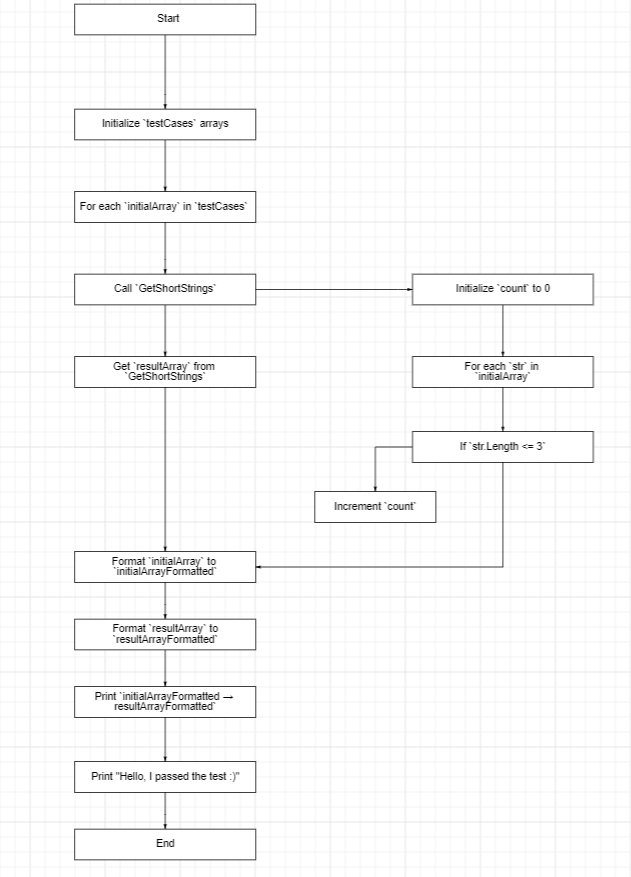 Start
Initialize `testCases` arrays
For each `initialArray` in `testCases`
Call `GetShortStrings`
Initialize `count` to 0
Get `resultArray` from
`GetShortStrings`
For each `str` in
`initialArray`
If `str.Length <= 3`
Increment `count`
Format `initialArray` to
`initialArrayFormatted`
Format `resultArray` to
`resultArrayFormatted`
Print `initialArrayFormatted →
resultArrayFormatted`
Print "Hello, I passed the test :)"
End